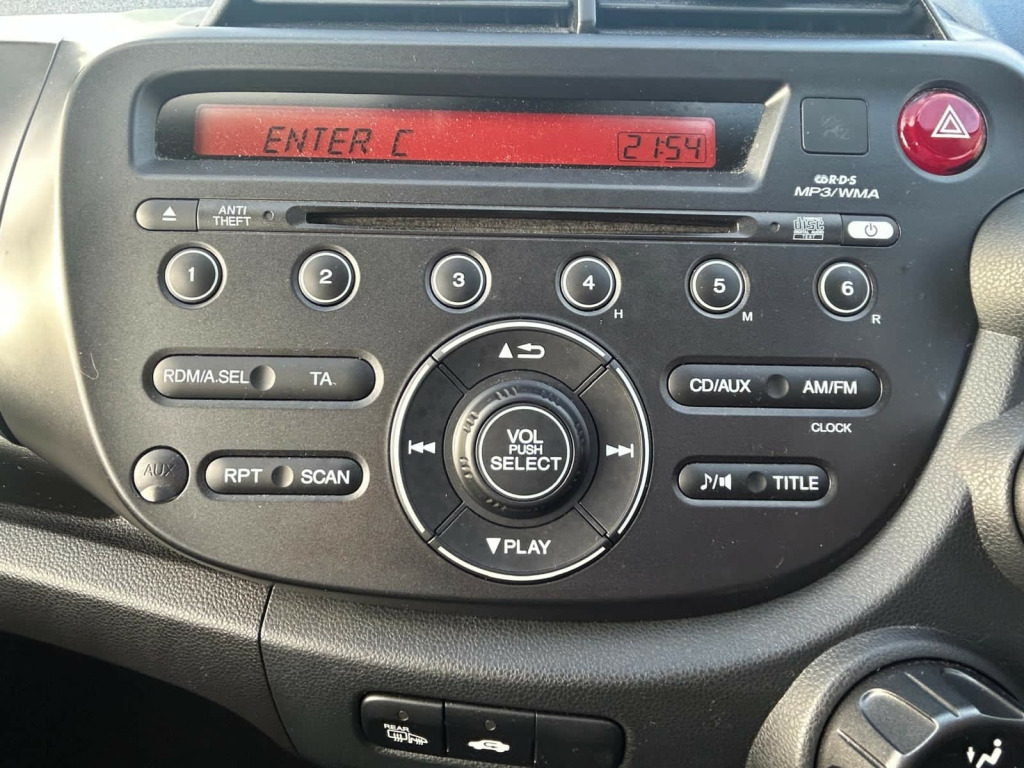 ENTER C 21:54
RDS
MP3/WMA
ANTI
THEFT
disc
1 2 3 4 5 6
H M R
RDM/A.SEL TA
CD/AUX AM/FM
CLOCK
VOL
PUSH
SELECT
AUX
RPT SCAN
♪/ TITLE
▼PLAY
REAR